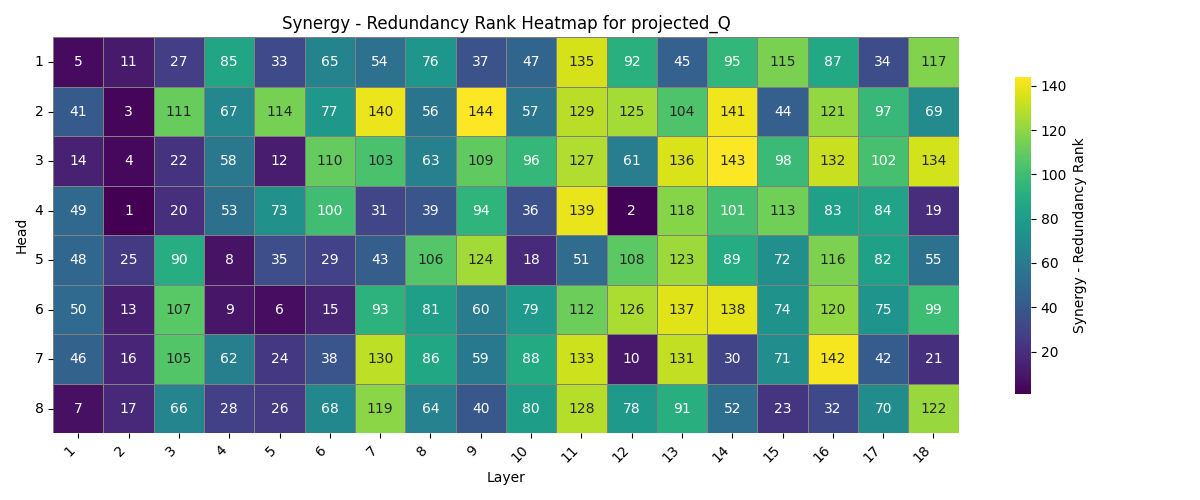 Synergy - Redundancy Rank Heatmap for projected_Q
Head
1 5 11 27 85 33 65 54 76 37 47 135 92 45 95 115 87 34 117
2 41 3 111 67 114 77 140 56 144 57 129 125 104 141 44 121 97 69
3 14 4 22 58 12 110 103 63 109 96 127 61 136 143 98 132 102 134
4 49 1 20 53 73 100 31 39 94 36 139 2 118 101 113 83 84 19
5 48 25 90 8 35 29 43 106 124 18 51 108 123 89 72 116 82 55
6 50 13 107 9 6 15 93 81 60 79 112 126 137 138 74 120 75 99
7 46 16 105 62 24 38 130 86 59 88 133 10 131 30 71 142 42 21
8 7 17 66 28 26 68 119 64 40 80 128 78 91 52 23 32 70 122
1 2 3 4 5 6 7 8 9 10 11 12 13 14 15 16 17 18
Layer
140
120
100
80
60
40
20
Synergy - Redundancy Rank